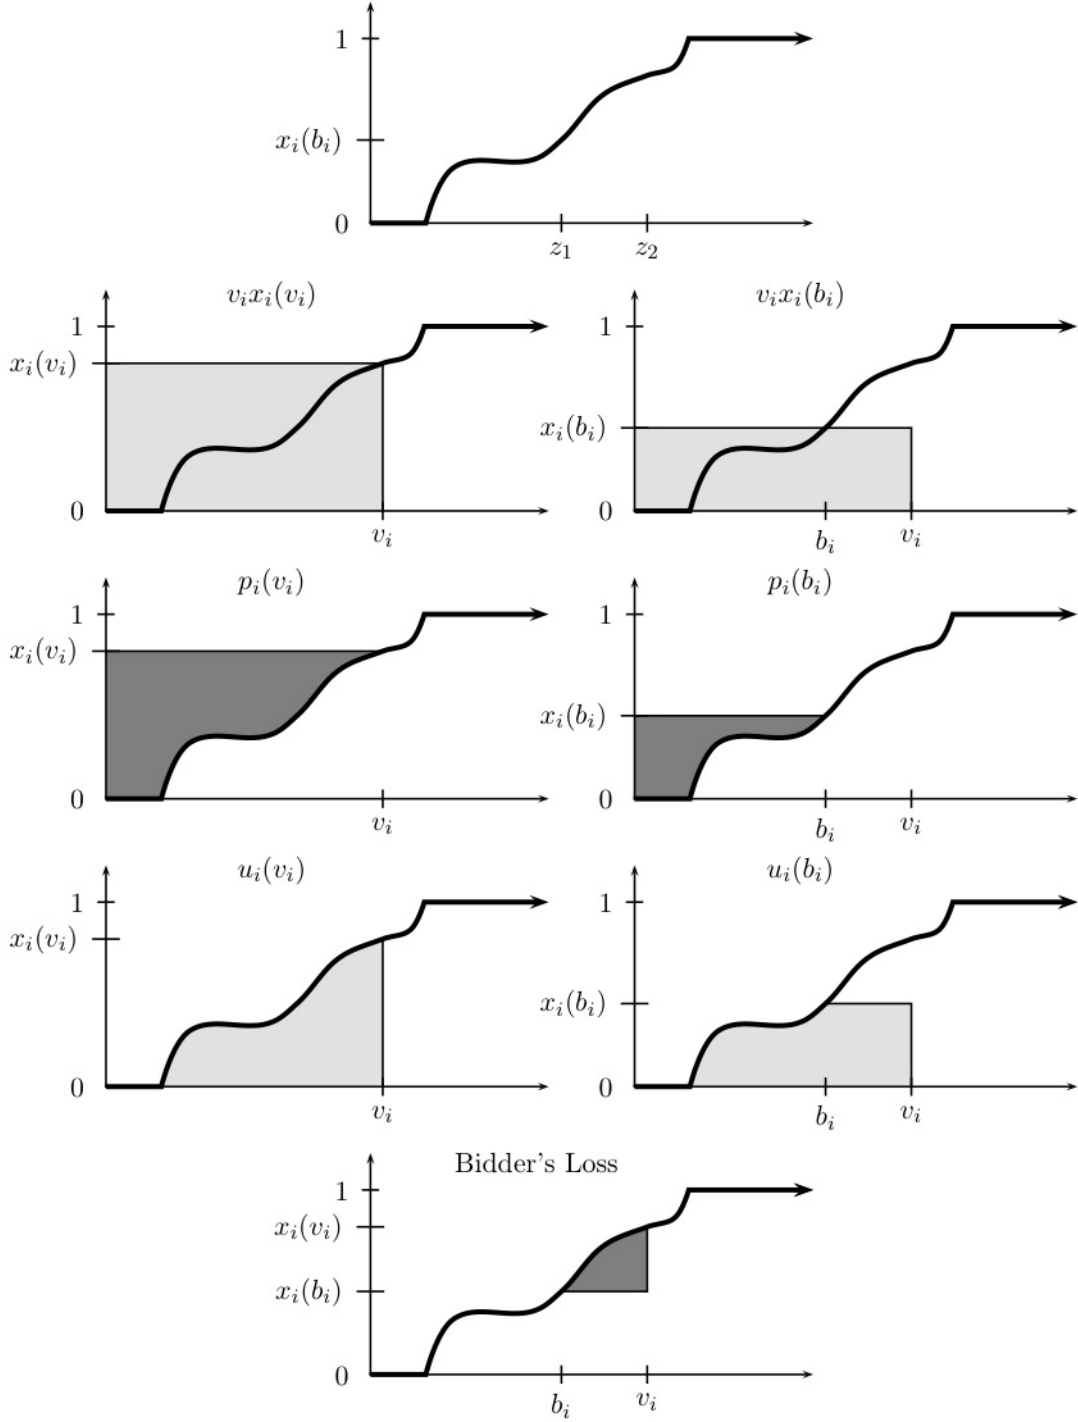 1
x_i(b_i)
0
z_1 z_2
v_i x_i(v_i)
1
x_i(v_i)
0
v_i
v_i x_i(b_i)
1
x_i(b_i)
0
b_i v_i
p_i(v_i)
1
x_i(v_i)
0
v_i
p_i(b_i)
1
x_i(b_i)
0
b_i v_i
u_i(v_i)
1
x_i(v_i)
0
v_i
u_i(b_i)
1
x_i(b_i)
0
b_i v_i
Bidder's Loss
1
x_i(v_i)
x_i(b_i)
0
b_i v_i